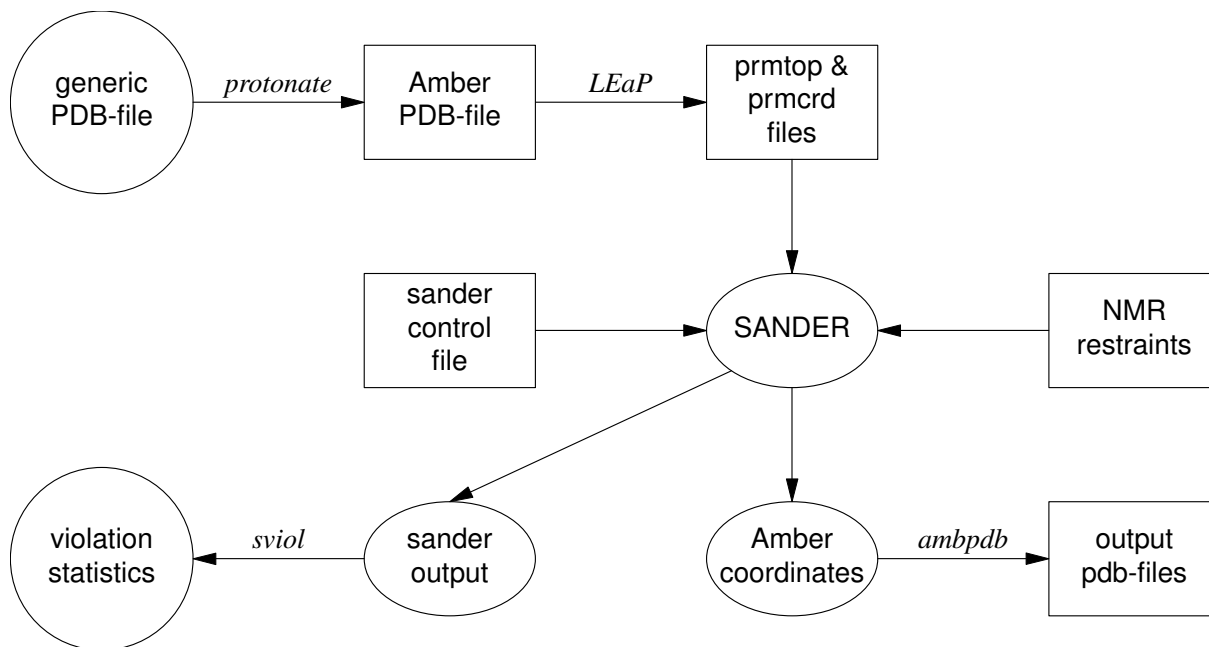 generic
PDB-file
protonate
Amber
PDB-file
LEaP
prmtop &
prmcrd
files
sander
control
file
SANDER
NMR
restraints
violation
statistics
sviol
sander
output
Amber
coordinates
ambpdb
output
pdb-files